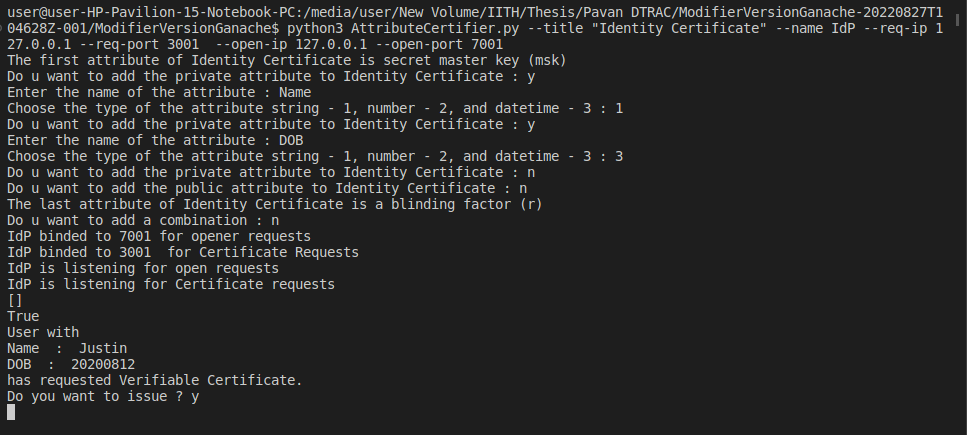 user@user-HP-Pavilion-15-Notebook-PC:/media/user/New Volume/IITH/Thesis/Pavan DTRAC/ModifierVersionGanache-20220827T1
04628Z-001/ModifierVersionGanache$ python3 AttributeCertifier.py --title "Identity Certificate" --name IdP --req-ip 1
27.0.0.1 --req-port 3001  --open-ip 127.0.0.1 --open-port 7001
The first attribute of Identity Certificate is secret master key (msk)
Do u want to add the private attribute to Identity Certificate : y
Enter the name of the attribute : Name
Choose the type of the attribute string - 1, number - 2, and datetime - 3 : 1
Do u want to add the private attribute to Identity Certificate : y
Enter the name of the attribute : DOB
Choose the type of the attribute string - 1, number - 2, and datetime - 3 : 3
Do u want to add the private attribute to Identity Certificate : n
Do u want to add the public attribute to Identity Certificate : n
The last attribute of Identity Certificate is a blinding factor (r)
Do u want to add a combination : n
IdP binded to 7001 for opener requests
IdP binded to 3001  for Certificate Requests
IdP is listening for open requests
IdP is listening for Certificate requests
[]
True
User with
Name  :  Justin
DOB  :  20200812
has requested Verifiable Certificate.
Do you want to issue ? y